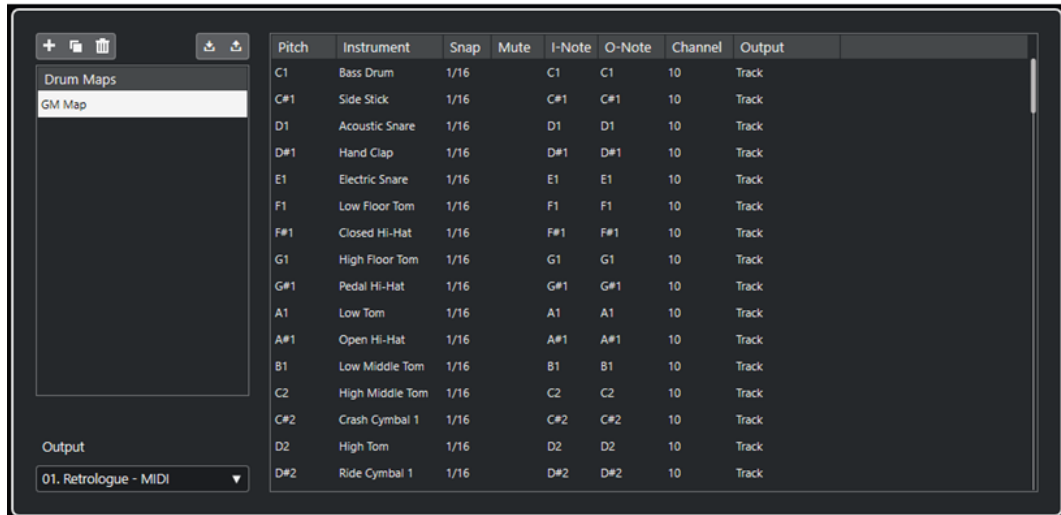 Pitch Instrument Snap Mute I-Note O-Note Channel Output
Drum Maps
GM Map
C1 Bass Drum 1/16 C1 C1 10 Track
C#1 Side Stick 1/16 C#1 C#1 10 Track
D1 Acoustic Snare 1/16 D1 D1 10 Track
D#1 Hand Clap 1/16 D#1 D#1 10 Track
E1 Electric Snare 1/16 E1 E1 10 Track
F1 Low Floor Tom 1/16 F1 F1 10 Track
F#1 Closed Hi-Hat 1/16 F#1 F#1 10 Track
G1 High Floor Tom 1/16 G1 G1 10 Track
G#1 Pedal Hi-Hat 1/16 G#1 G#1 10 Track
A1 Low Tom 1/16 A1 A1 10 Track
A#1 Open Hi-Hat 1/16 A#1 A#1 10 Track
B1 Low Middle Tom 1/16 B1 B1 10 Track
C2 High Middle Tom 1/16 C2 C2 10 Track
C#2 Crash Cymbal 1 1/16 C#2 C#2 10 Track
D2 High Tom 1/16 D2 D2 10 Track
D#2 Ride Cymbal 1 1/16 D#2 D#2 10 Track
Output
01. Retrologue - MIDI